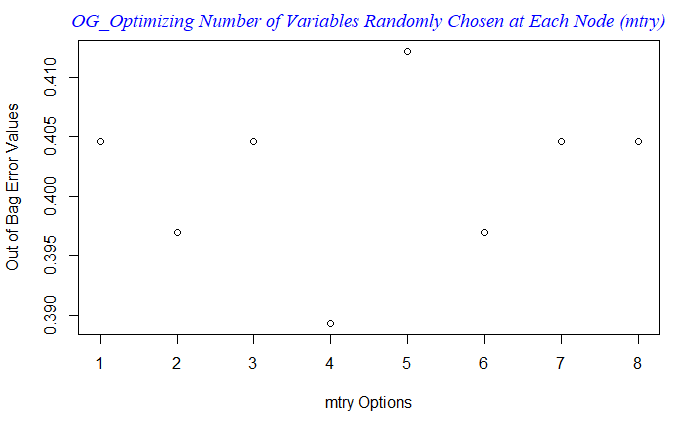 OG_Optimizing Number of Variables Randomly Chosen at Each Node (mtry)
Out of Bag Error Values
0.410
0.405
0.400
0.395
0.390
1 2 3 4 5 6 7 8
mtry Options